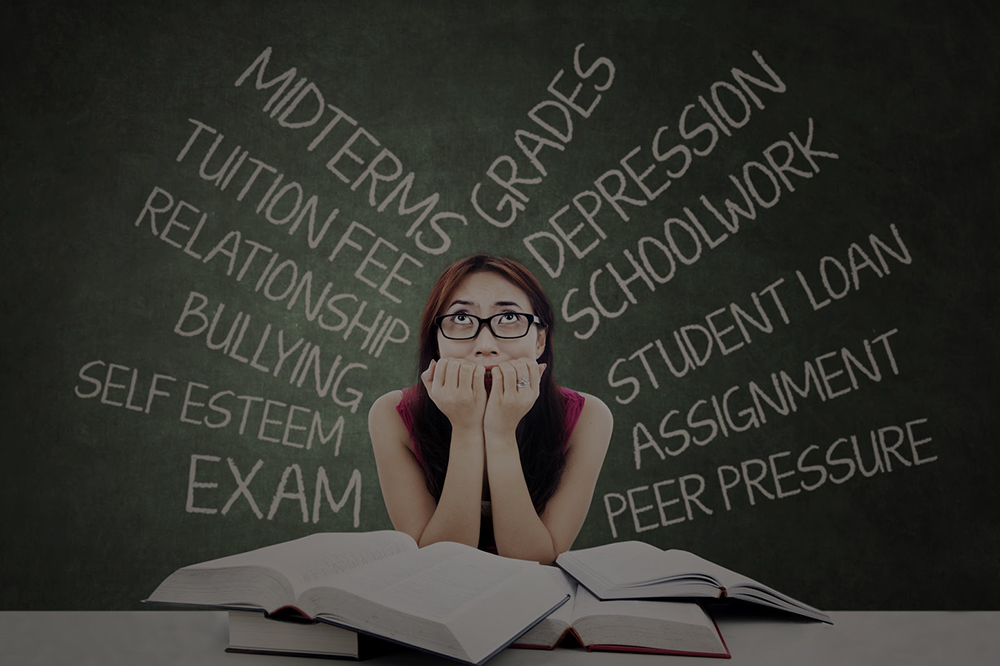 MIDTERMS
TUITION FEE
RELATIONSHIP
BULLYING
SELF ESTEEM
EXAM
GRADES
DEPRESSION
SCHOOLWORK
STUDENT LOAN
ASSIGNMENT
PEER PRESSURE